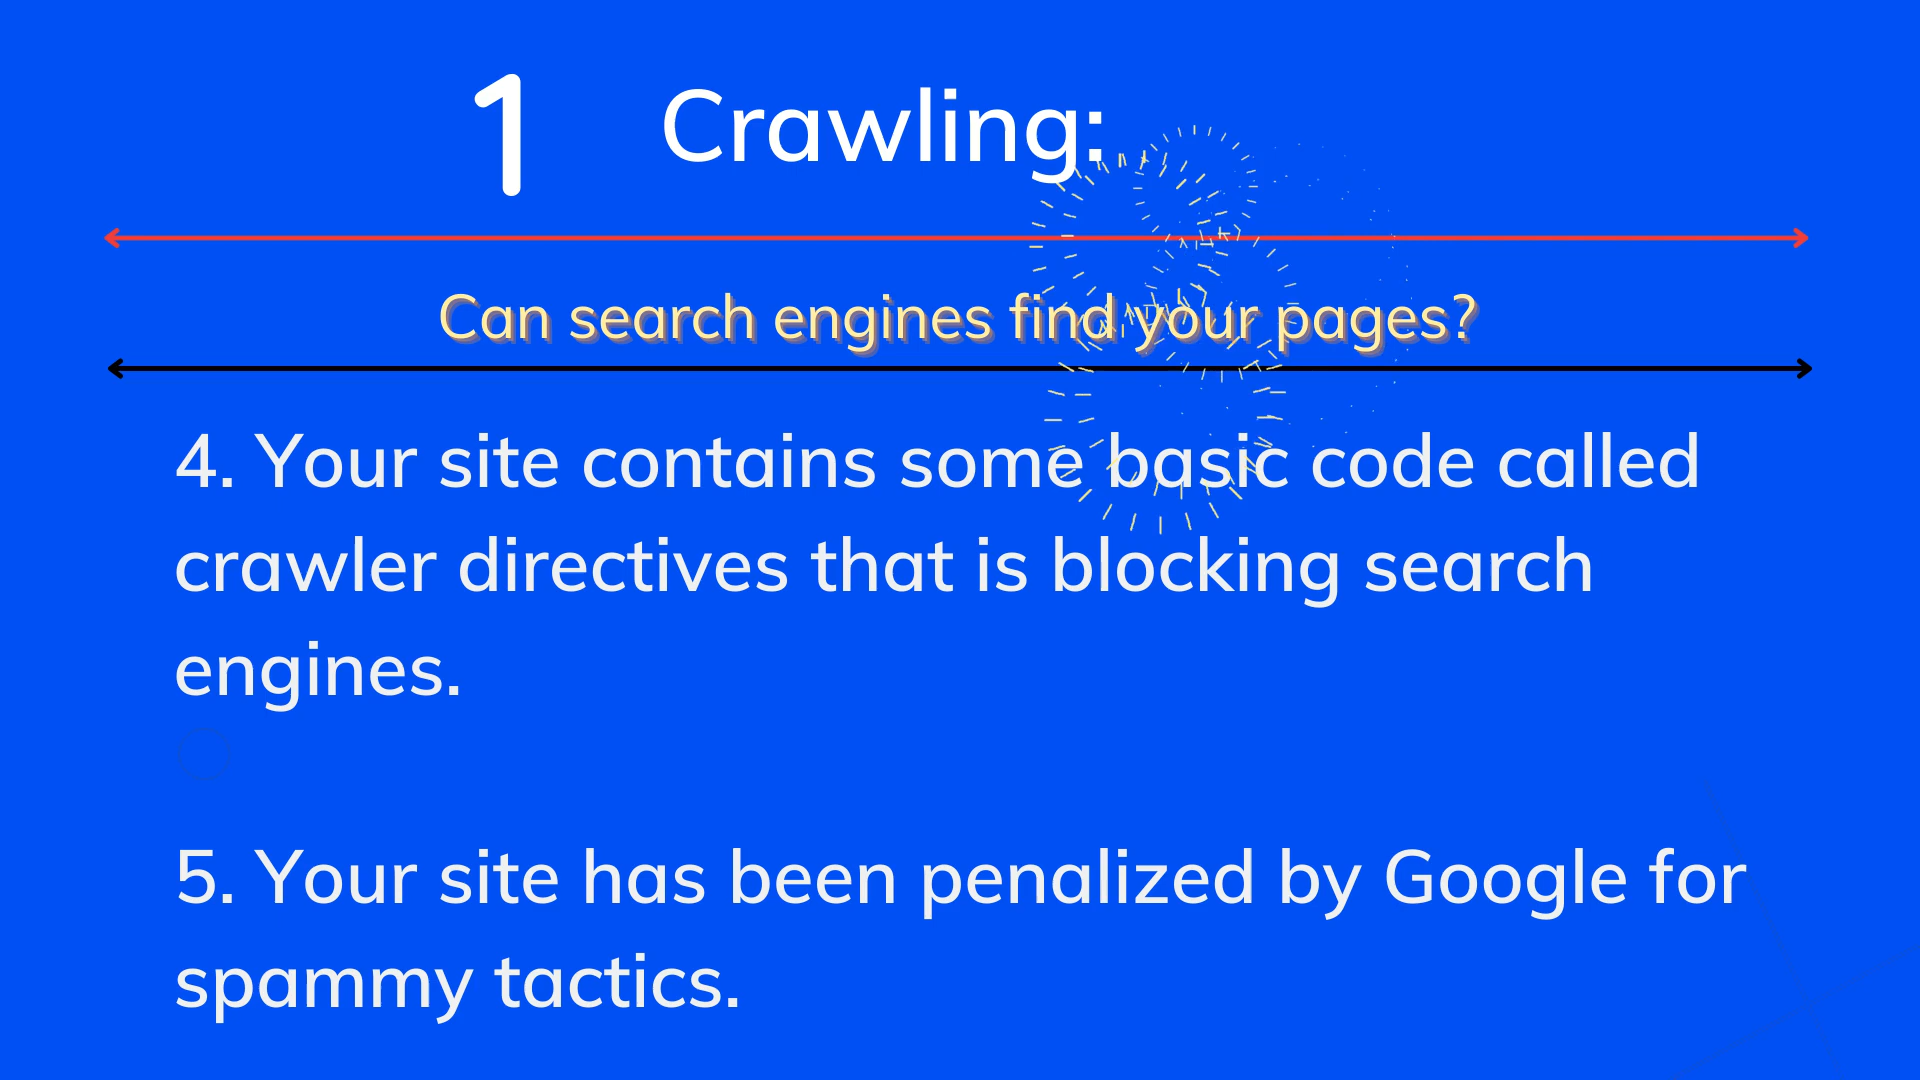 1 Crawling:
Can search engines find your pages?
4. Your site contains some basic code called
crawler directives that is blocking search
engines.
5. Your site has been penalized by Google for
spammy tactics.